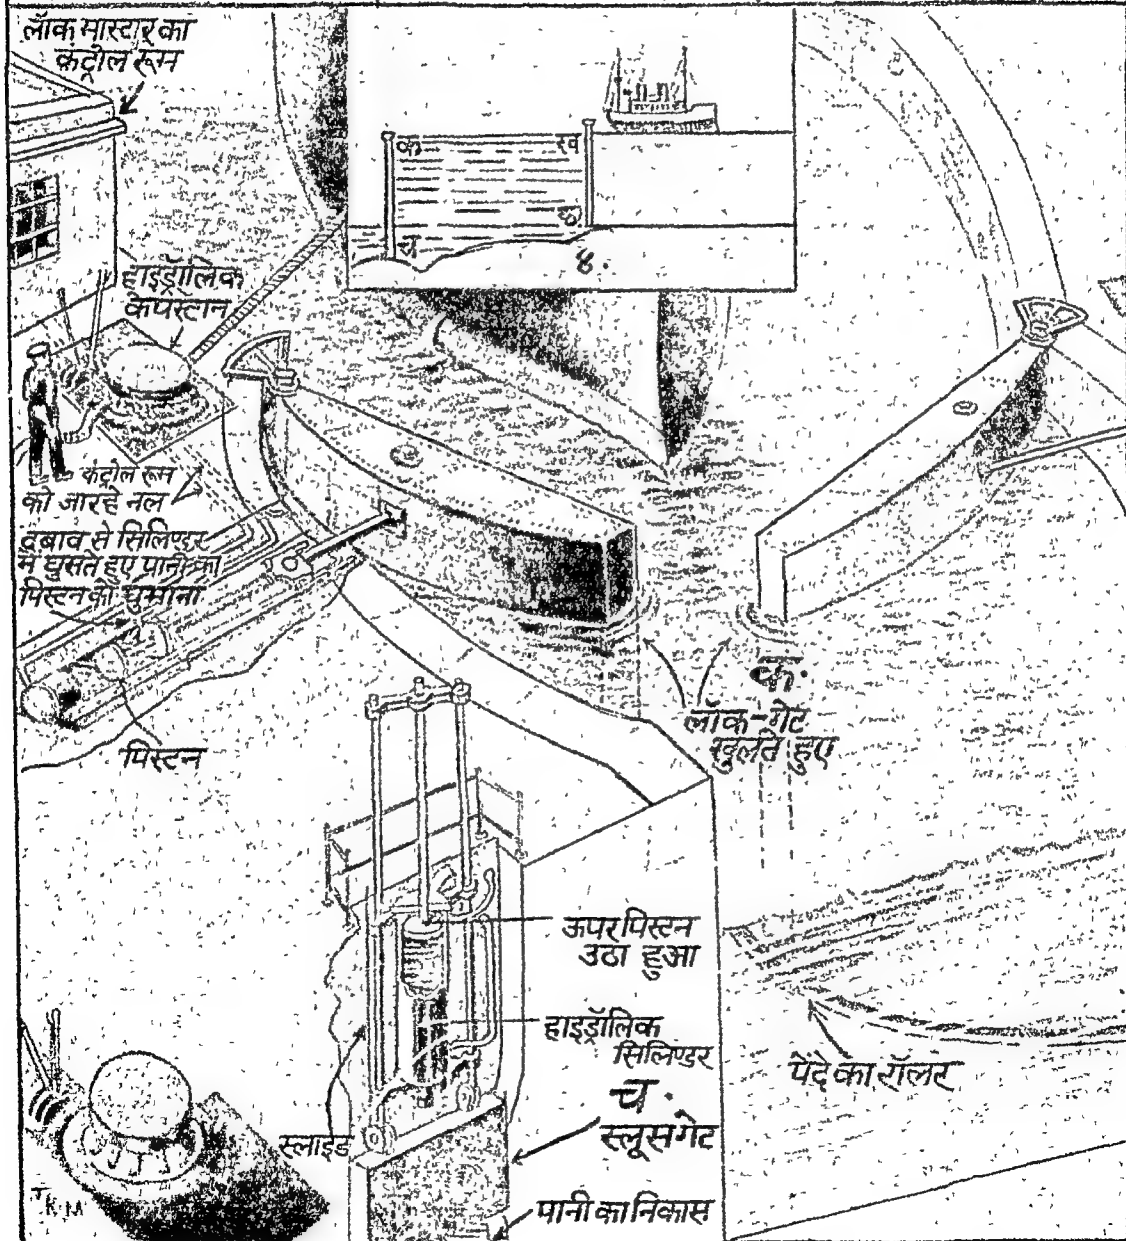 लॉक मास्टार का
कंट्रोल रूम
क
ख
छ
च
४.
हाइड्रॉलिक
केपस्टान
कंट्रोल रूम
को जारहे नल
दबाव से सिलिण्डर
में घुसते हुए पानी का
पिस्टन को घुमाना
पिस्टन
क.
लॉक-गेट
खुलते हुए
ऊपर पिस्टन
उठा हुआ
हाइड्रॉलिक
सिलिण्डर
च.
स्लूसगेट
पेंदे का रॉलर
स्लाइड
पानी का निकास